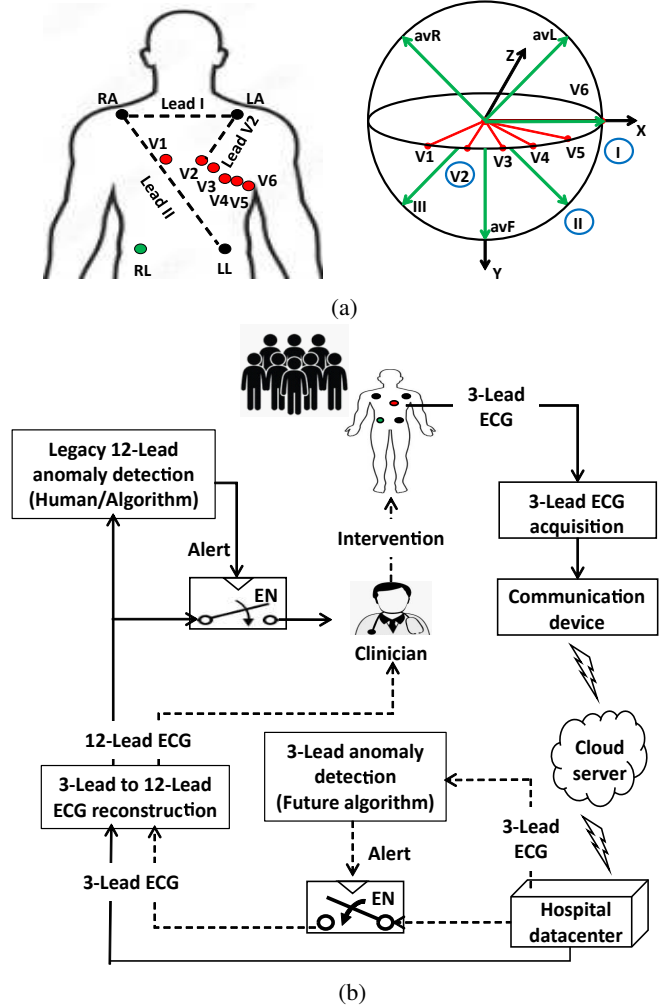 RA
Lead I
LA
Lead V2
V1
V2
V3
V4
V5
V6
Lead II
RL
LL
avR
avL
Z
V6
X
I
V1
V2
V3
V4
V5
III
II
avF
Y
(a)
3-Lead
ECG
Legacy 12-Lead
anomaly detection
(Human/Algorithm)
3-Lead ECG
acquisition
Alert
EN
Intervention
Communication
device
Clinician
12-Lead ECG
3-Lead anomaly
detection
(Future algorithm)
Cloud
server
3-Lead to 12-Lead
ECG reconstruction
3-Lead
ECG
Alert
3-Lead ECG
EN
Hospital
datacenter
(b)